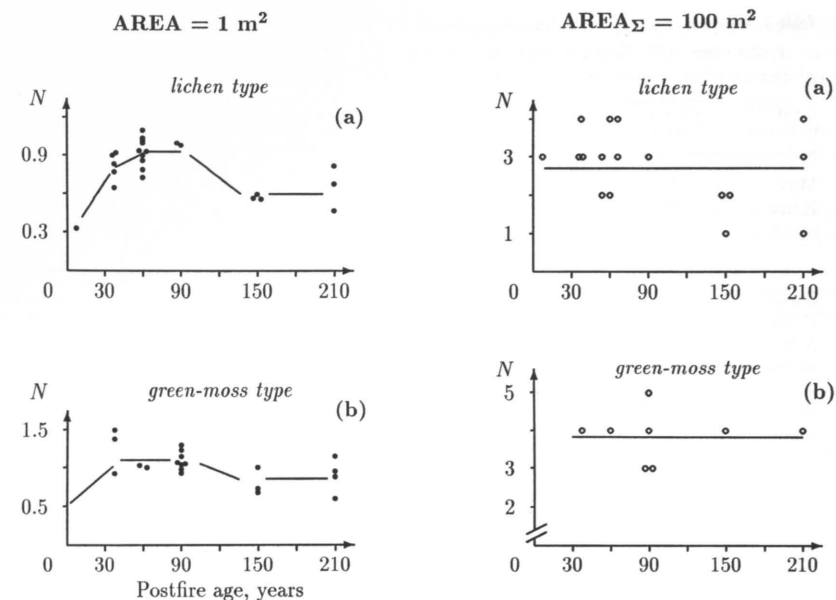 AREA = 1 m²
AREA_Σ = 100 m²
lichen type
N
(a)
0.9
0.3
0
30
90
150
210
lichen type
N
(a)
3
1
0
30
90
150
210
green-moss type
N
(b)
1.5
0.5
0
30
90
150
210
Postfire age, years
green-moss type
N
(b)
5
3
2
0
30
90
150
210